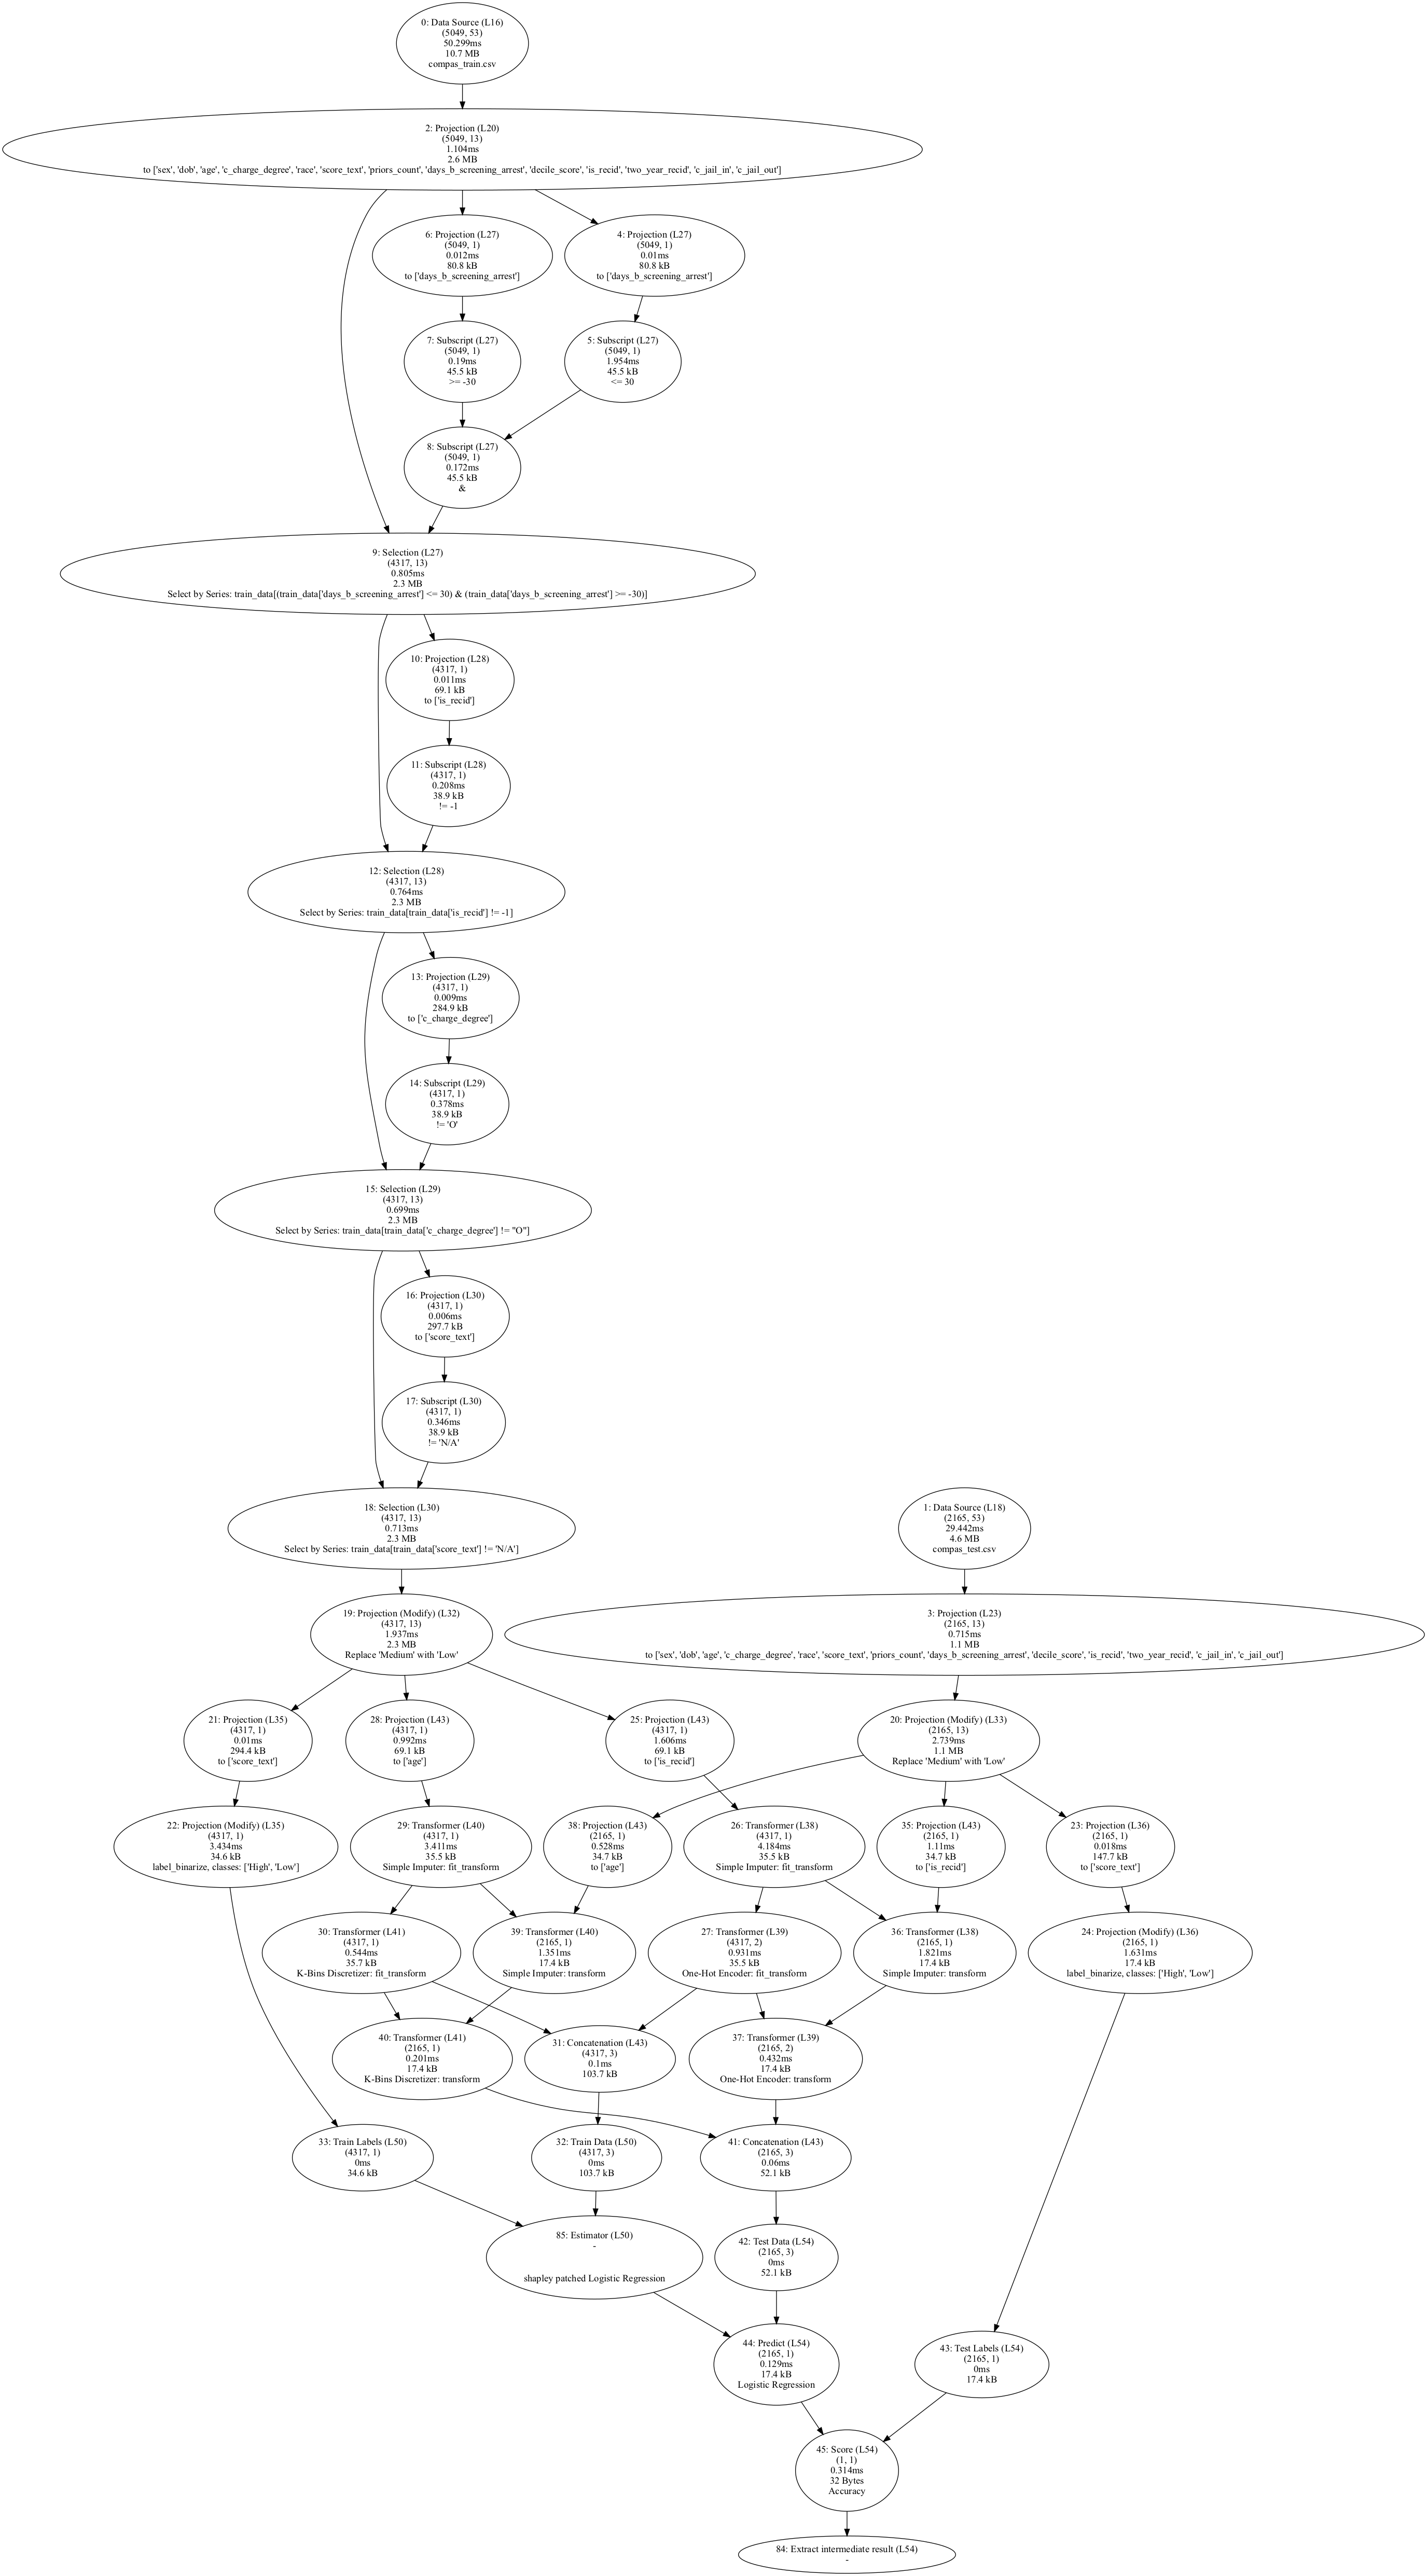 0: Data Source (L16)
(5049, 53)
50.299ms
10.7 MB
compas_train.csv
2: Projection (L20)
(5049, 13)
1.104ms
2.6 MB
to ['sex', 'dob', 'age', 'c_charge_degree', 'race', 'score_text', 'priors_count', 'days_b_screening_arrest', 'decile_score', 'is_recid', 'two_year_recid', 'c_jail_in', 'c_jail_out']
6: Projection (L27)
(5049, 1)
0.012ms
80.8 kB
to ['days_b_screening_arrest']
4: Projection (L27)
(5049, 1)
0.01ms
80.8 kB
to ['days_b_screening_arrest']
7: Subscript (L27)
(5049, 1)
0.19ms
45.5 kB
>= -30
5: Subscript (L27)
(5049, 1)
1.954ms
45.5 kB
<= 30
8: Subscript (L27)
(5049, 1)
0.172ms
45.5 kB
&
9: Selection (L27)
(4317, 13)
0.805ms
2.3 MB
Select by Series: train_data[(train_data['days_b_screening_arrest'] <= 30) & (train_data['days_b_screening_arrest'] >= -30)]
10: Projection (L28)
(4317, 1)
0.011ms
69.1 kB
to ['is_recid']
11: Subscript (L28)
(4317, 1)
0.208ms
38.9 kB
!= -1
12: Selection (L28)
(4317, 13)
0.764ms
2.3 MB
Select by Series: train_data[train_data['is_recid'] != -1]
13: Projection (L29)
(4317, 1)
0.009ms
284.9 kB
to ['c_charge_degree']
14: Subscript (L29)
(4317, 1)
0.378ms
38.9 kB
!= 'O'
15: Selection (L29)
(4317, 13)
0.699ms
2.3 MB
Select by Series: train_data[train_data['c_charge_degree'] != "O"]
16: Projection (L30)
(4317, 1)
0.006ms
297.7 kB
to ['score_text']
17: Subscript (L30)
(4317, 1)
0.346ms
38.9 kB
!= 'N/A'
18: Selection (L30)
(4317, 13)
0.713ms
2.3 MB
Select by Series: train_data[train_data['score_text'] != 'N/A']
1: Data Source (L18)
(2165, 53)
29.442ms
4.6 MB
compas_test.csv
19: Projection (Modify) (L32)
(4317, 13)
1.937ms
2.3 MB
Replace 'Medium' with 'Low'
3: Projection (L23)
(2165, 13)
0.715ms
1.1 MB
to ['sex', 'dob', 'age', 'c_charge_degree', 'race', 'score_text', 'priors_count', 'days_b_screening_arrest', 'decile_score', 'is_recid', 'two_year_recid', 'c_jail_in', 'c_jail_out']
21: Projection (L35)
(4317, 1)
0.01ms
294.4 kB
to ['score_text']
28: Projection (L43)
(4317, 1)
0.992ms
69.1 kB
to ['age']
25: Projection (L43)
(4317, 1)
1.606ms
69.1 kB
to ['is_recid']
20: Projection (Modify) (L33)
(2165, 13)
2.739ms
1.1 MB
Replace 'Medium' with 'Low'
22: Projection (Modify) (L35)
(4317, 1)
3.434ms
34.6 kB
label_binarize, classes: ['High', 'Low']
29: Transformer (L40)
(4317, 1)
3.411ms
35.5 kB
Simple Imputer: fit_transform
38: Projection (L43)
(2165, 1)
0.528ms
34.7 kB
to ['age']
26: Transformer (L38)
(4317, 1)
4.184ms
35.5 kB
Simple Imputer: fit_transform
35: Projection (L43)
(2165, 1)
1.11ms
34.7 kB
to ['is_recid']
23: Projection (L36)
(2165, 1)
0.018ms
147.7 kB
to ['score_text']
30: Transformer (L41)
(4317, 1)
0.544ms
35.7 kB
K-Bins Discretizer: fit_transform
39: Transformer (L40)
(2165, 1)
1.351ms
17.4 kB
Simple Imputer: transform
27: Transformer (L39)
(4317, 2)
0.931ms
35.5 kB
One-Hot Encoder: fit_transform
36: Transformer (L38)
(2165, 1)
1.821ms
17.4 kB
Simple Imputer: transform
24: Projection (Modify) (L36)
(2165, 1)
1.631ms
17.4 kB
label_binarize, classes: ['High', 'Low']
40: Transformer (L41)
(2165, 1)
0.201ms
17.4 kB
K-Bins Discretizer: transform
31: Concatenation (L43)
(4317, 3)
0.1ms
103.7 kB
37: Transformer (L39)
(2165, 2)
0.432ms
17.4 kB
One-Hot Encoder: transform
33: Train Labels (L50)
(4317, 1)
0ms
34.6 kB
32: Train Data (L50)
(4317, 3)
0ms
103.7 kB
41: Concatenation (L43)
(2165, 3)
0.06ms
52.1 kB
85: Estimator (L50)
-
shapley patched Logistic Regression
42: Test Data (L54)
(2165, 3)
0ms
52.1 kB
44: Predict (L54)
(2165, 1)
0.129ms
17.4 kB
Logistic Regression
43: Test Labels (L54)
(2165, 1)
0ms
17.4 kB
45: Score (L54)
(1, 1)
0.314ms
32 Bytes
Accuracy
84: Extract intermediate result (L54)
-